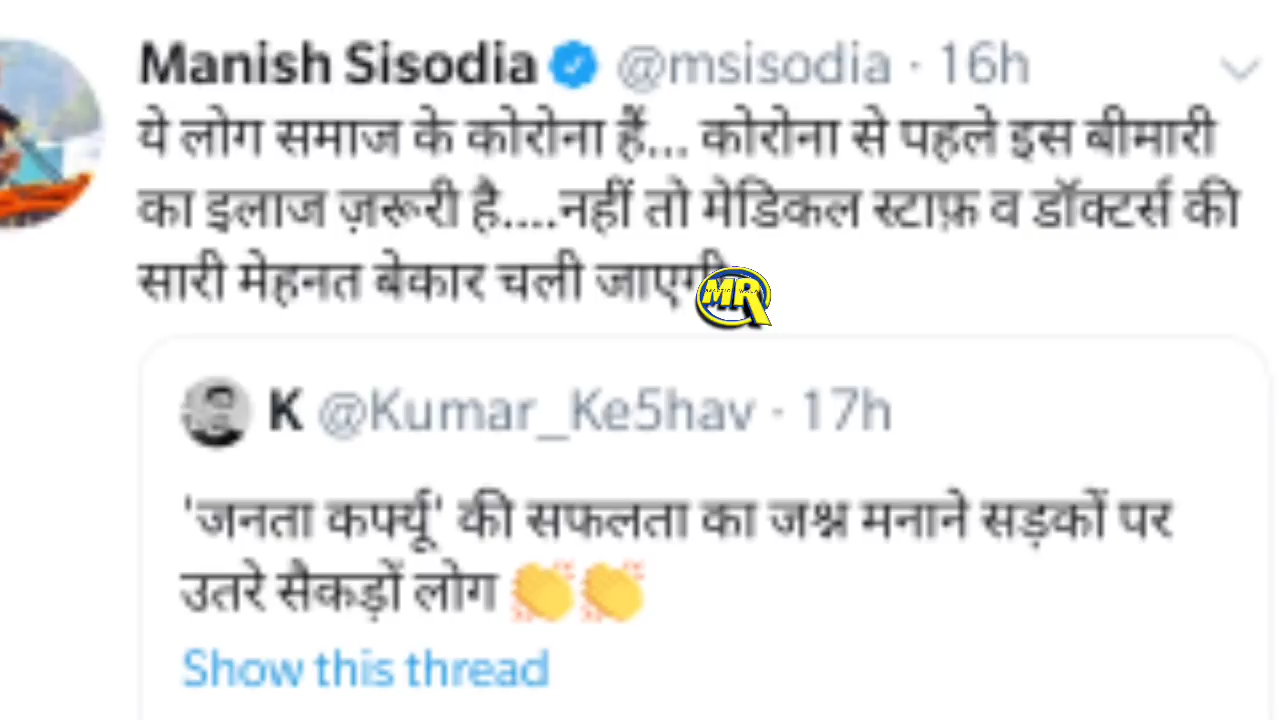 Manish Sisodia @msisodia · 16h
ये लोग समाज के कोरोना हैं... कोरोना से पहले इस बीमारी
का इलाज ज़रूरी है....नहीं तो मेडिकल स्टाफ़ व डॉक्टर्स की
सारी मेहनत बेकार चली जाएगी
MR
K @Kumar_Ke5hav · 17h
'जनता कर्फ्यू' की सफलता का जश्न मनाने सड़कों पर
उतरे सैकड़ों लोग 👏👏
Show this thread